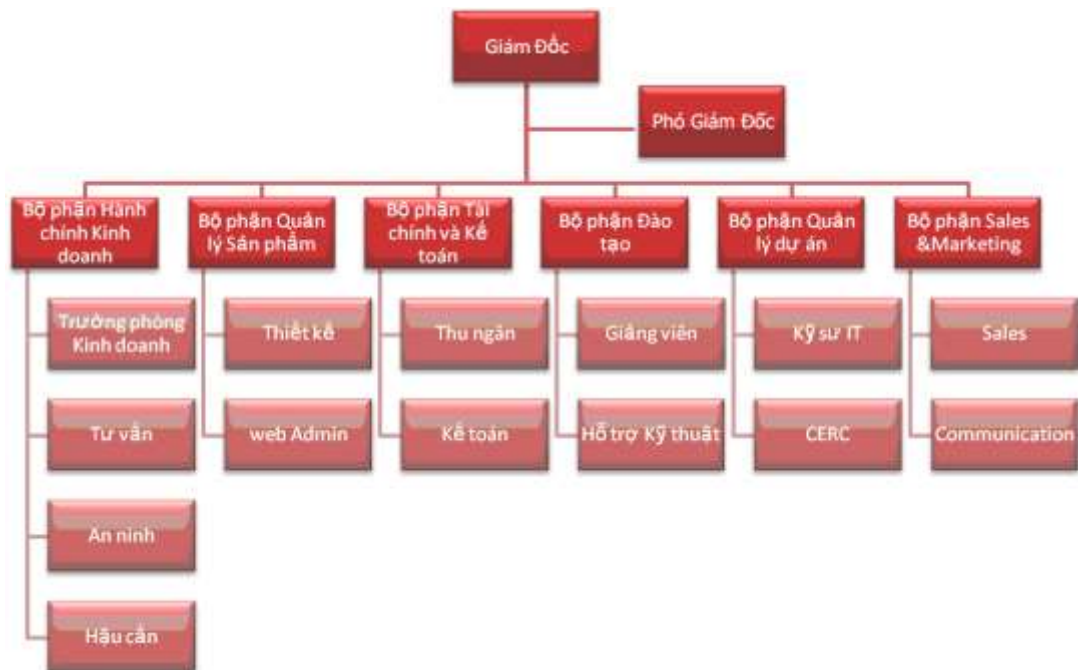 Giám Đốc
Phó Giám Đốc
Bộ phận Hành
chính Kinh
doanh
Bộ phận Quản
lý Sản phẩm
Bộ phận Tài
chính và Kế
toán
Bộ phận Đào
tạo
Bộ phận Quản
lý dự án
Bộ phận Sales
&Marketing
Trưởng phòng
Kinh doanh
Thiết kế
Thu ngân
Giảng viên
Kỹ sư IT
Sales
Tư vấn
web Admin
Kế toán
Hỗ trợ Kỹ thuật
CERC
Communication
An ninh
Hậu cần